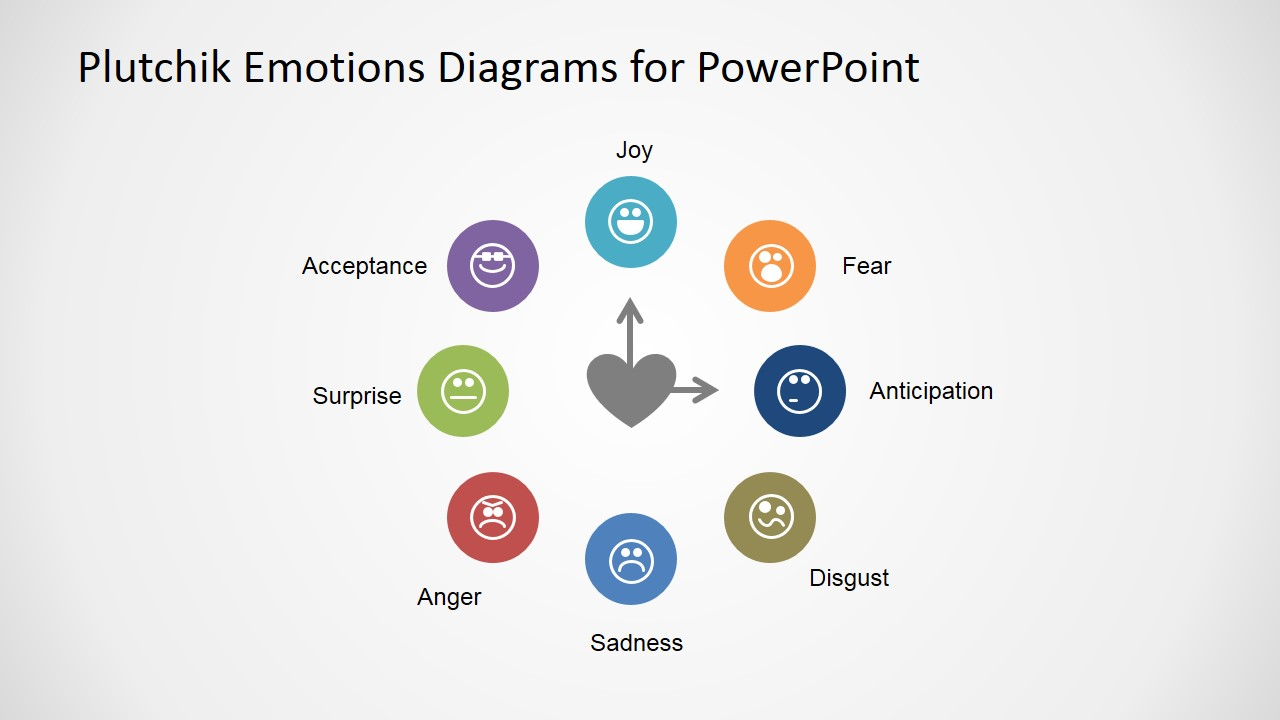 Plutchik Emotions Diagrams for PowerPoint
Joy
Acceptance
Fear
Surprise
Anticipation
Anger
Disgust
Sadness